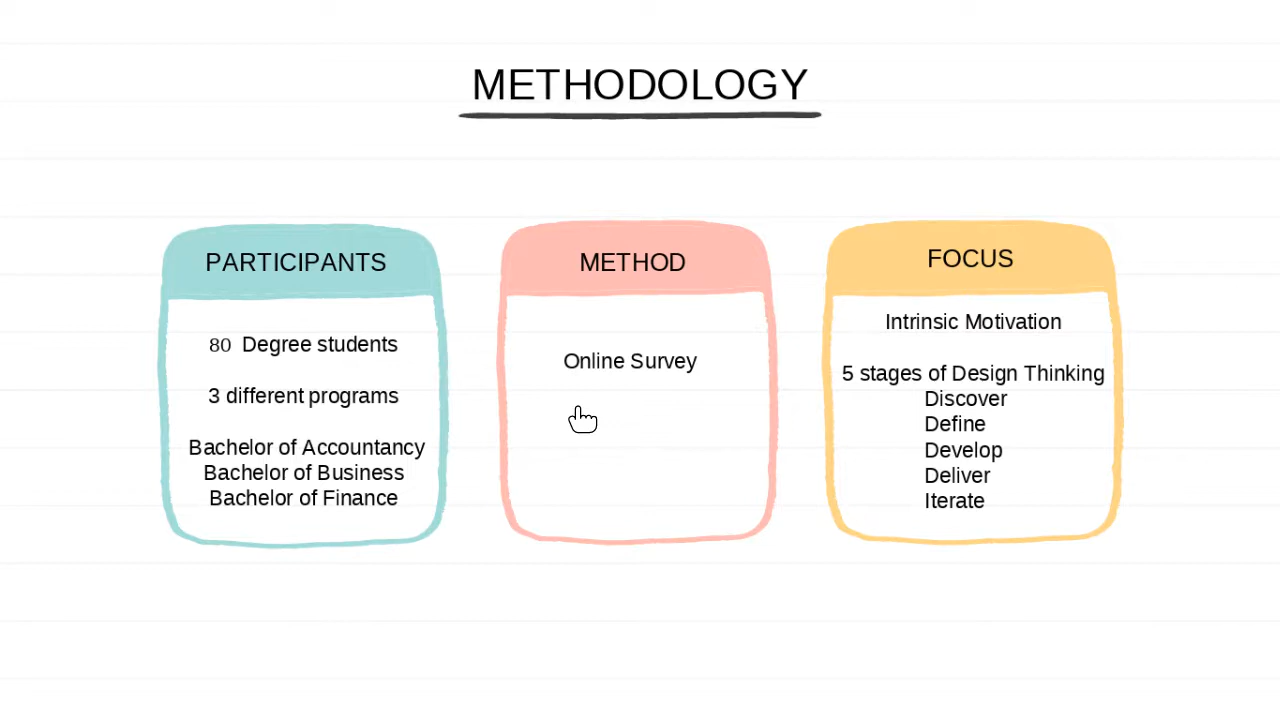 METHODOLOGY
PARTICIPANTS
80 Degree students
3 different programs
Bachelor of Accountancy
Bachelor of Business
Bachelor of Finance
METHOD
Online Survey
FOCUS
Intrinsic Motivation
5 stages of Design Thinking
Discover
Define
Develop
Deliver
Iterate